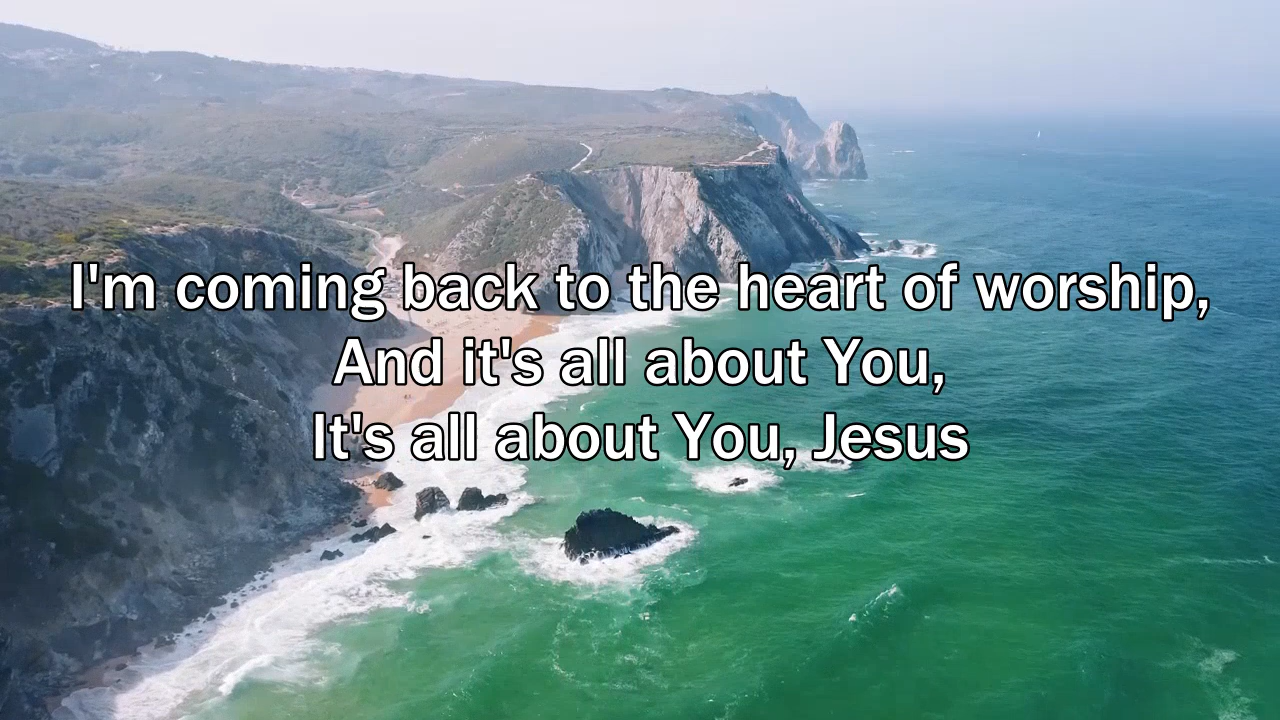 I'm coming back to the heart of worship,
And it's all about You,
It's all about You, Jesus